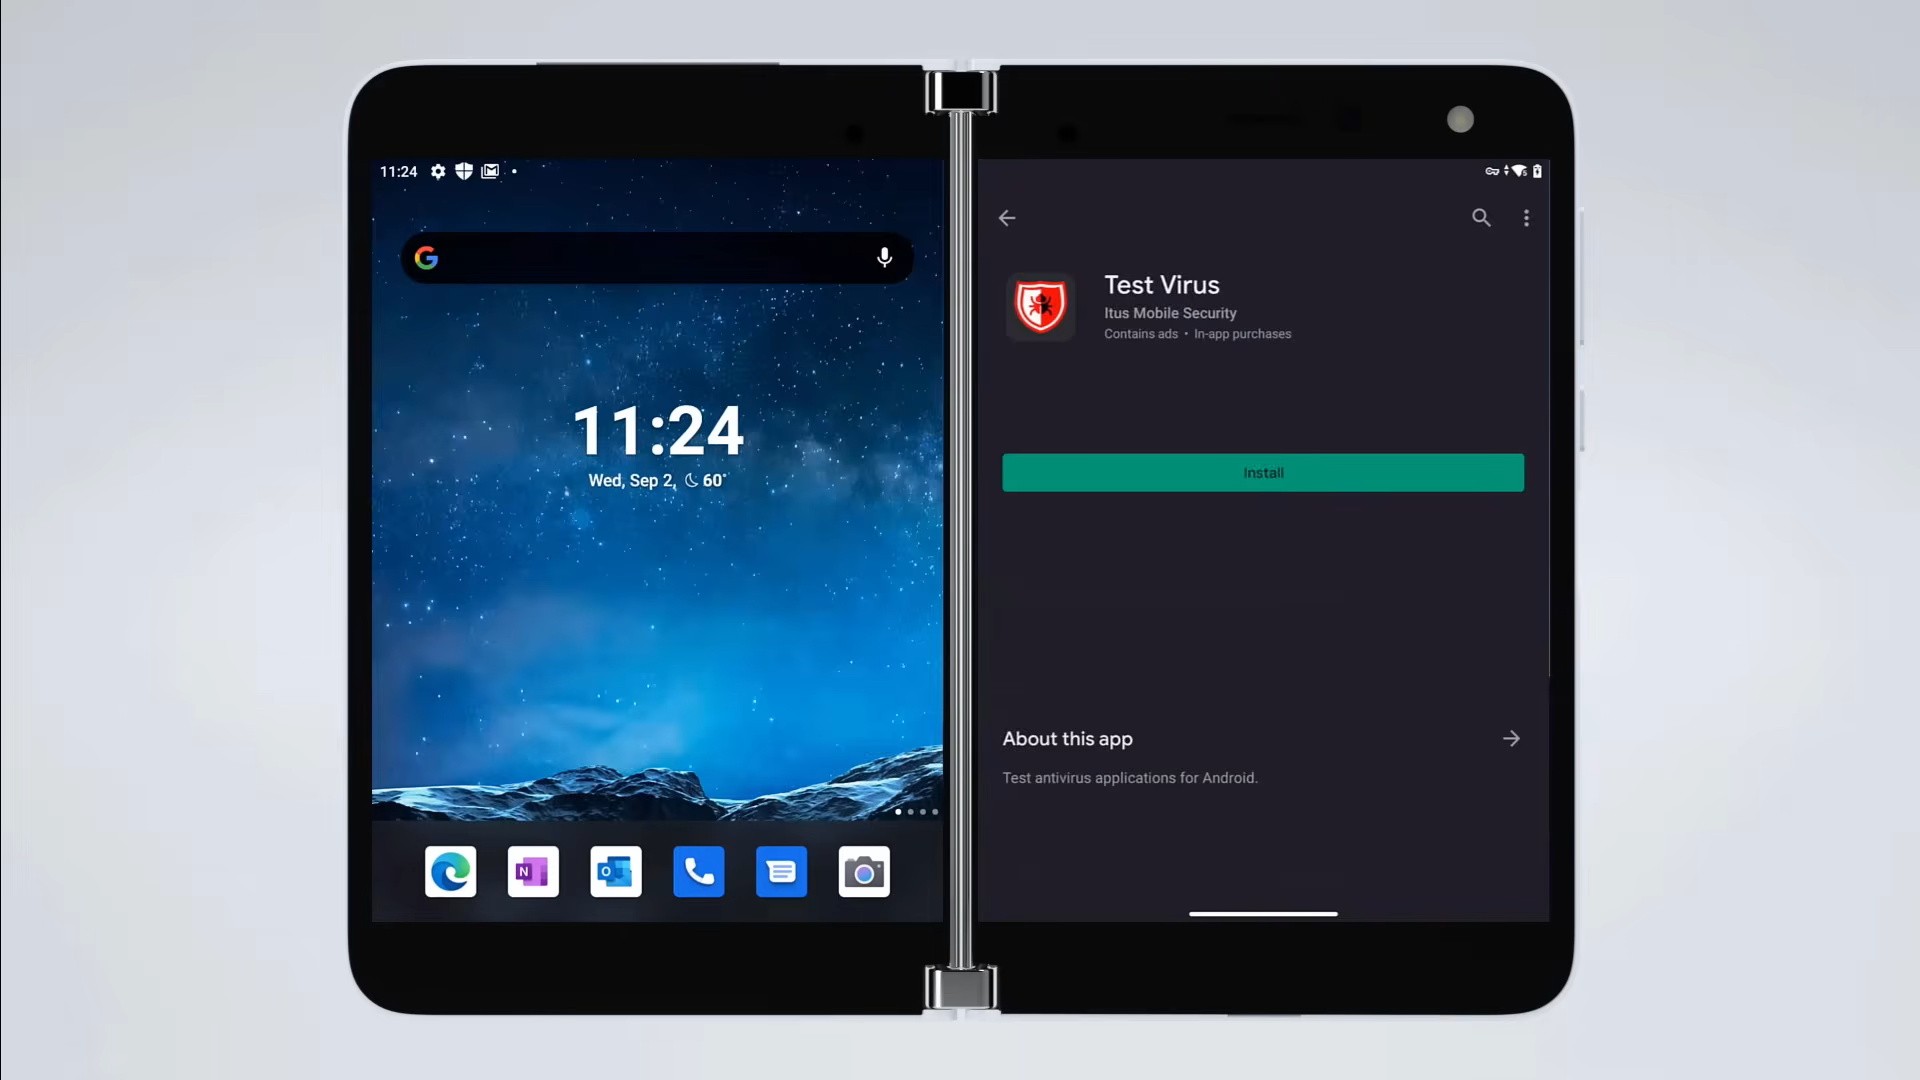 11:24
11:24
Wed, Sep 2, 60°
Test Virus
Itus Mobile Security
Contains ads • In-app purchases
Install
About this app
Test antivirus applications for Android.